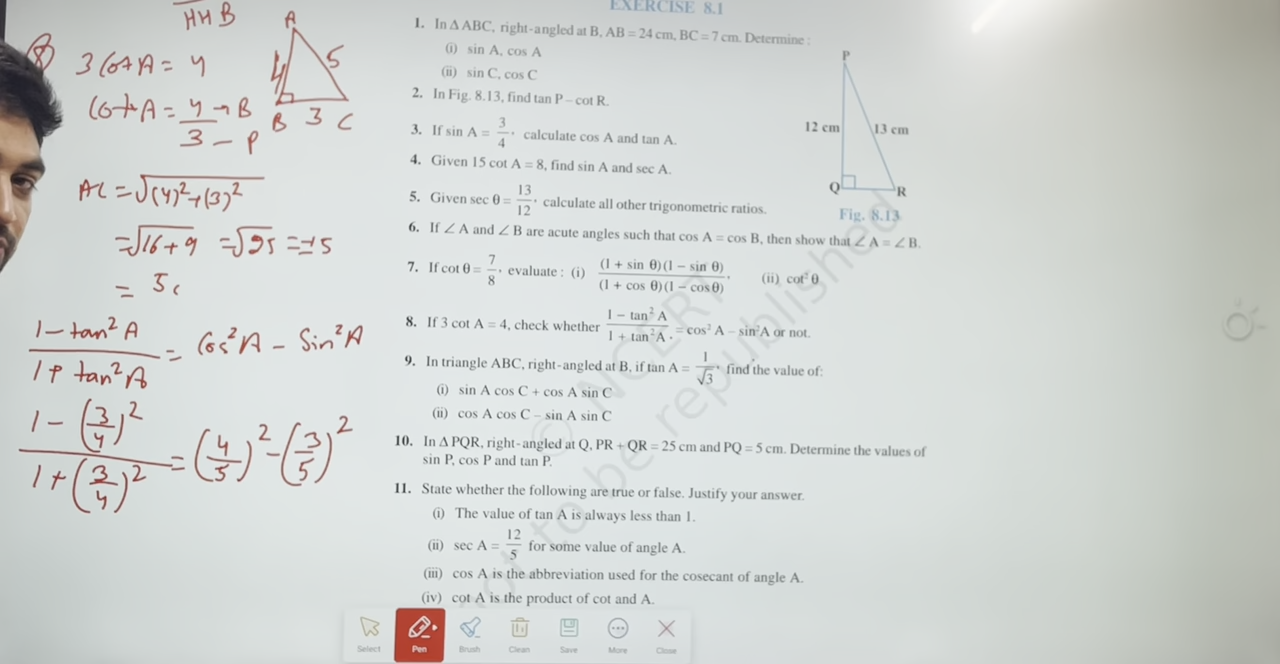 HHB
⑧ 3 Cot A = 4
Cot A = 4 → B
3 — P
A
4
5
B 3 C
AC = √(4)²+(3)²
= √16+9 = √25 = ±5
= 5
1 - tan² A
1 + tan² A
= Cos² A - Sin² A
1 - (3/4)²
1 + (3/4)²
= (4/5)² - (3/5)²
EXERCISE 8.1
1. In Δ ABC, right-angled at B, AB = 24 cm, BC = 7 cm. Determine :
(i) sin A, cos A
(ii) sin C, cos C
2. In Fig. 8.13, find tan P – cot R.
3. If sin A = 3/4, calculate cos A and tan A.
4. Given 15 cot A = 8, find sin A and sec A.
5. Given sec θ = 13/12, calculate all other trigonometric ratios.
6. If ∠ A and ∠ B are acute angles such that cos A = cos B, then show that ∠ A = ∠ B.
7. If cot θ = 7/8, evaluate : (i) (1 + sin θ)(1 – sin θ)/(1 + cos θ)(1 – cos θ), (ii) cot² θ
8. If 3 cot A = 4, check whether (1 – tan² A)/(1 + tan² A) = cos² A – sin² A or not.
9. In triangle ABC, right-angled at B, if tan A = 1/√3, find the value of:
(i) sin A cos C + cos A sin C
(ii) cos A cos C – sin A sin C
10. In Δ PQR, right-angled at Q, PR + QR = 25 cm and PQ = 5 cm. Determine the values of
sin P, cos P and tan P.
11. State whether the following are true or false. Justify your answer.
(i) The value of tan A is always less than 1.
(ii) sec A = 12/5 for some value of angle A.
(iii) cos A is the abbreviation used for the cosecant of angle A.
(iv) cot A is the product of cot and A.
P
12 cm 13 cm
Q R
Fig. 8.13
© NCERT
not to be republished
Select Pen Brush Clean Save More Close